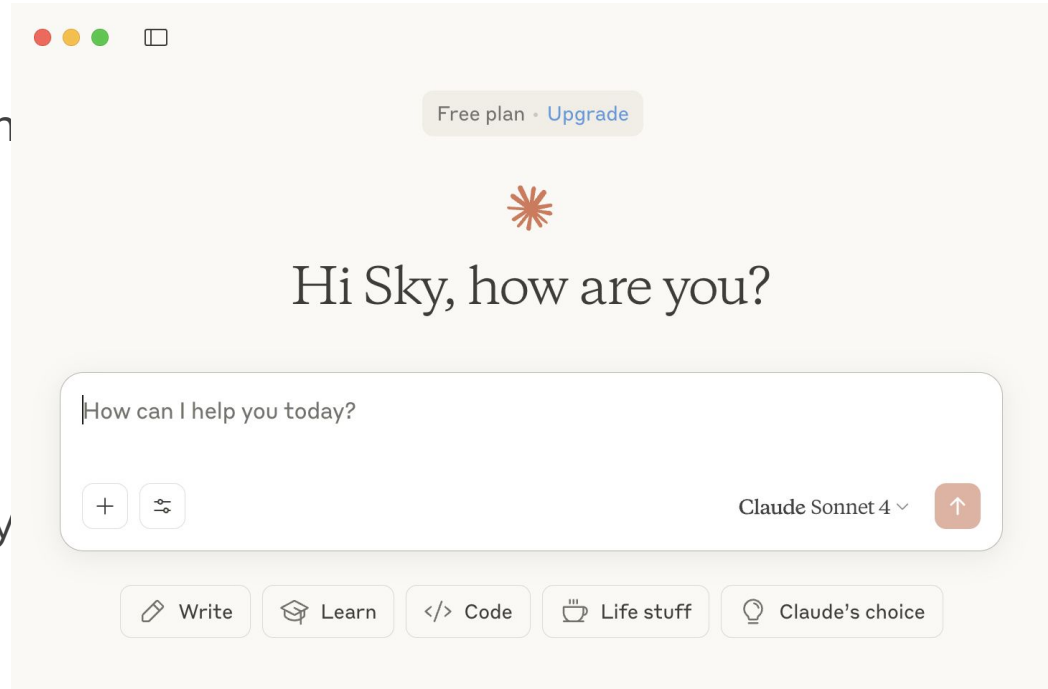 Free plan • Upgrade
Hi Sky, how are you?
How can I help you today?
Claude Sonnet 4
Write Learn Code Life stuff Claude's choice